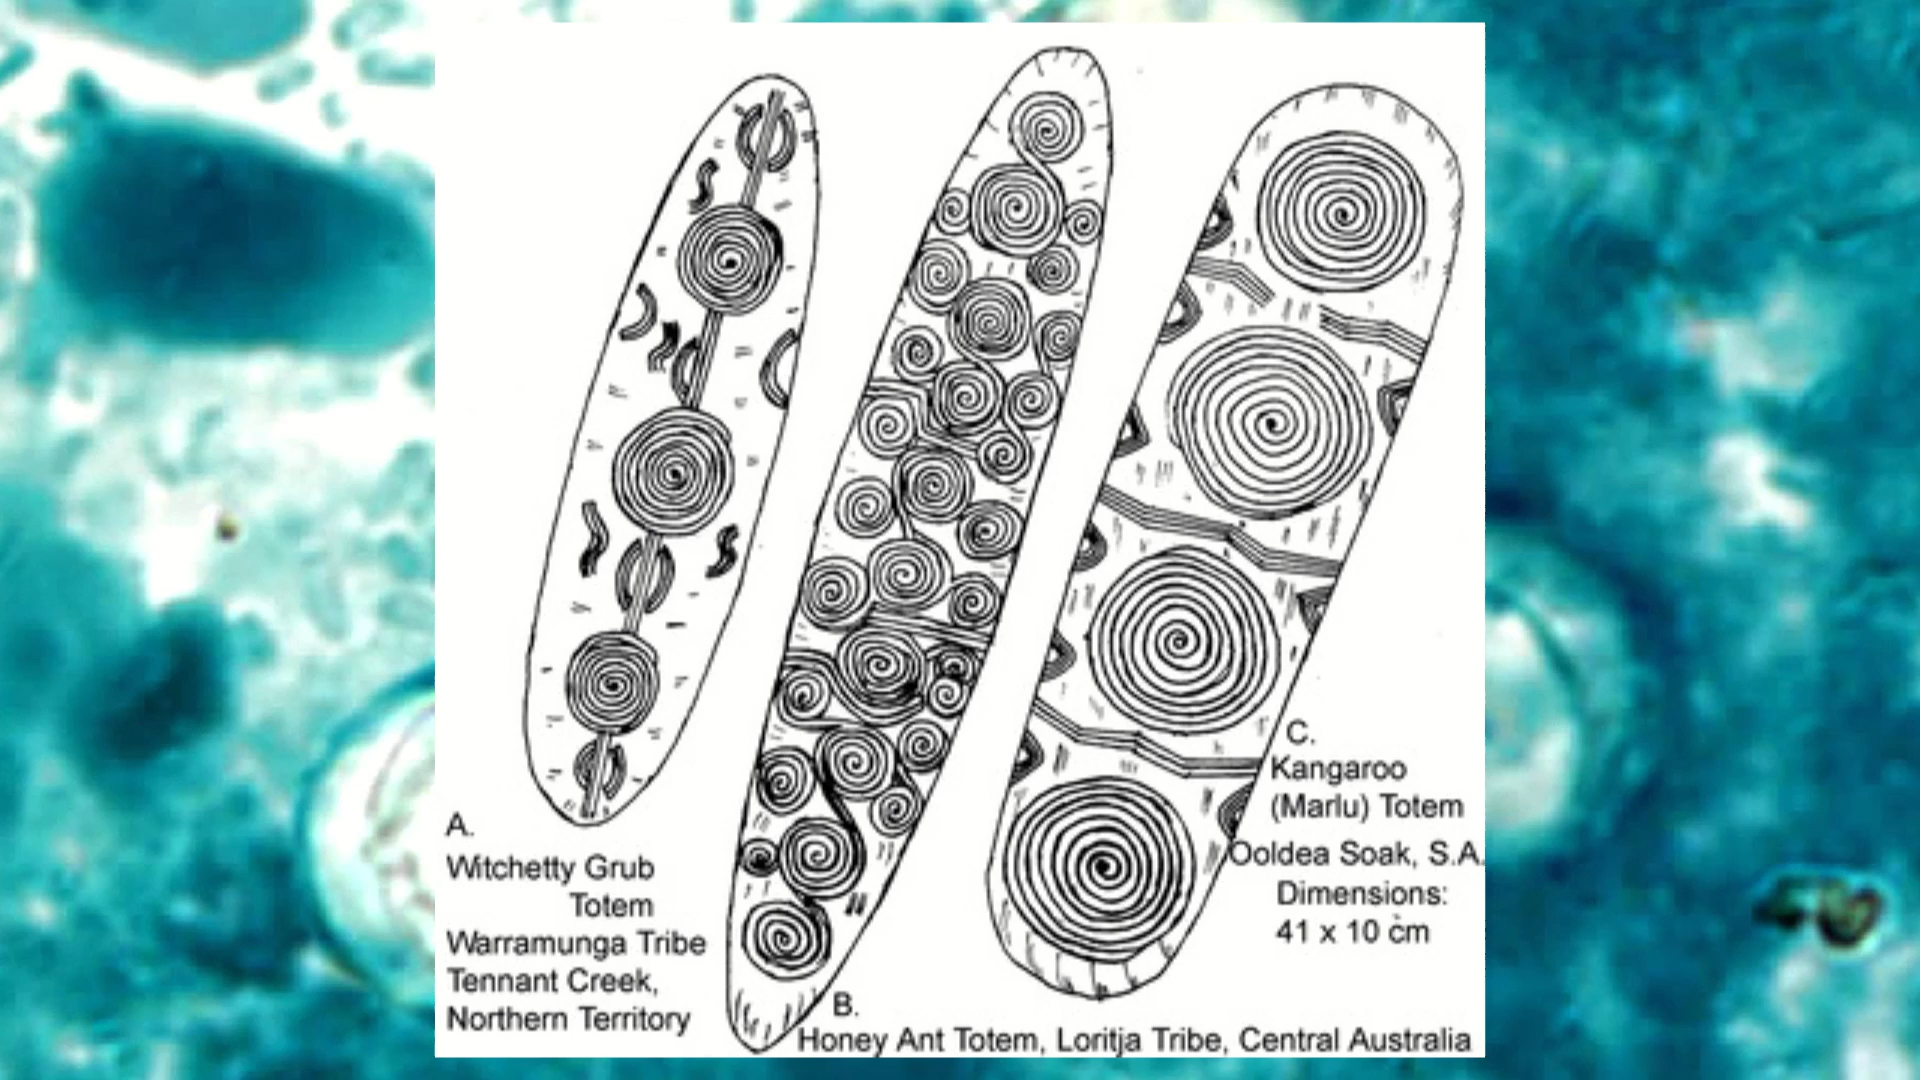 A.
Witchetty Grub
Totem
Warramunga Tribe
Tennant Creek,
Northern Territory
B.
Honey Ant Totem, Loritja Tribe, Central Australia
C.
Kangaroo
(Marlu) Totem
Ooldea Soak, S.A.
Dimensions:
41 x 10 cm